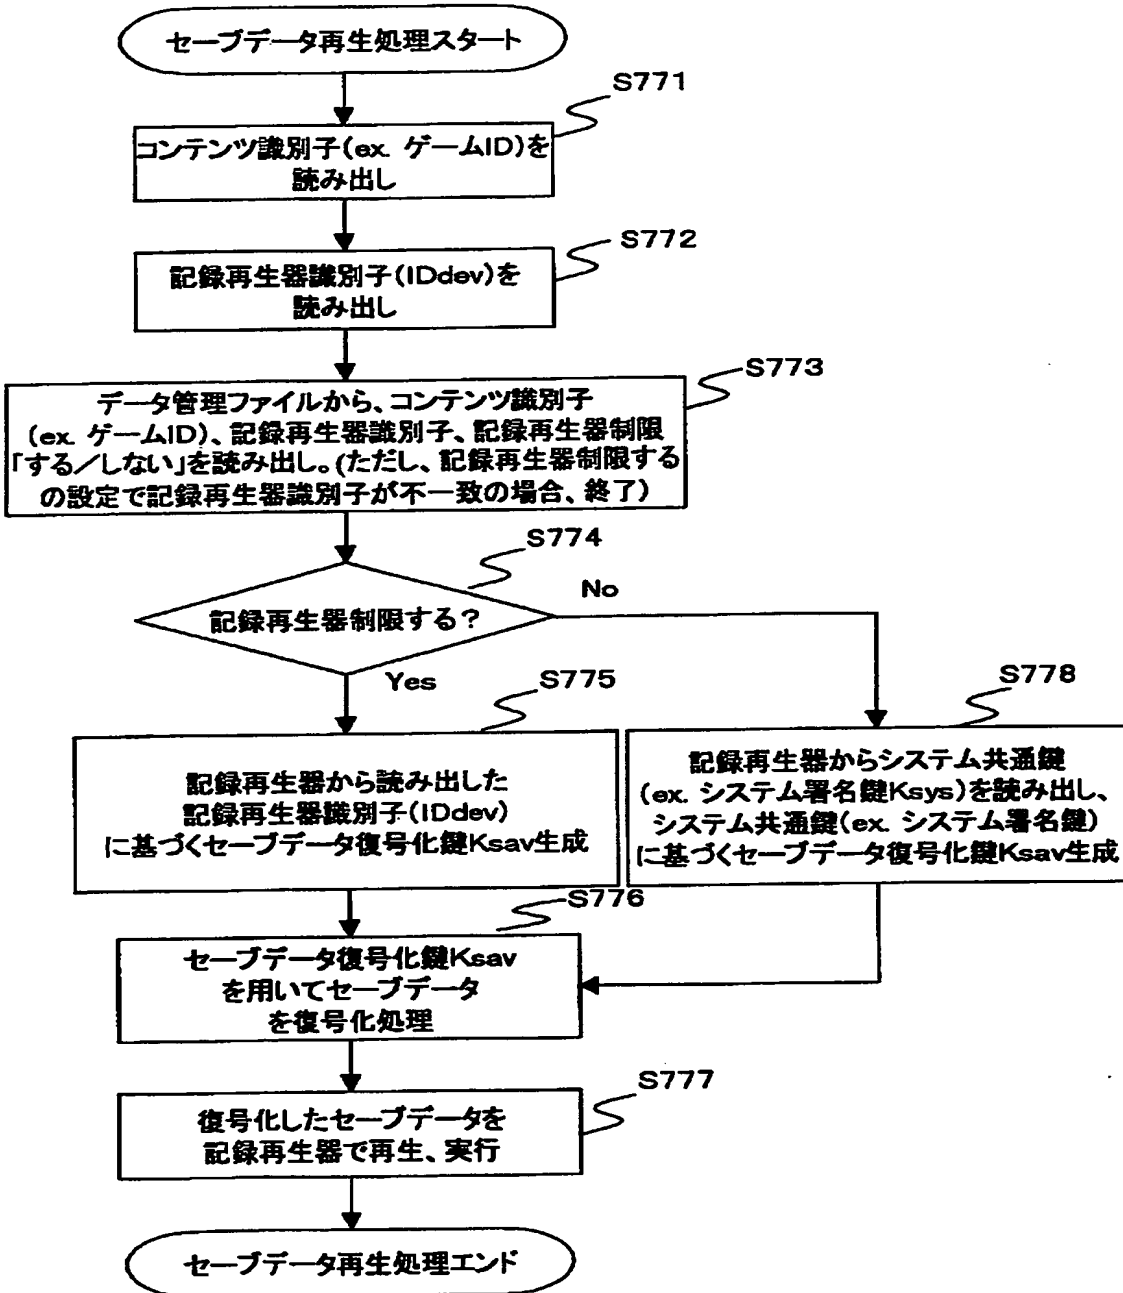 セーブデータ再生処理スタート
S771
コンテンツ識別子(ex. ゲームID)を
読み出し
S772
記録再生器識別子(IDdev)を
読み出し
S773
データ管理ファイルから、コンテンツ識別子
(ex. ゲームID)、記録再生器識別子、記録再生器制限
「する/しない」を読み出し。(ただし、記録再生器制限する
の設定で記録再生器識別子が不一致の場合、終了)
S774
記録再生器制限する?
No
Yes
S775
記録再生器から読み出した
記録再生器識別子(IDdev)
に基づくセーブデータ復号化鍵Ksav生成
S778
記録再生器からシステム共通鍵
(ex. システム署名鍵Ksys)を読み出し、
システム共通鍵(ex. システム署名鍵)
に基づくセーブデータ復号化鍵Ksav生成
S776
セーブデータ復号化鍵Ksav
を用いてセーブデータ
を復号化処理
S777
復号化したセーブデータを
記録再生器で再生、実行
セーブデータ再生処理エンド